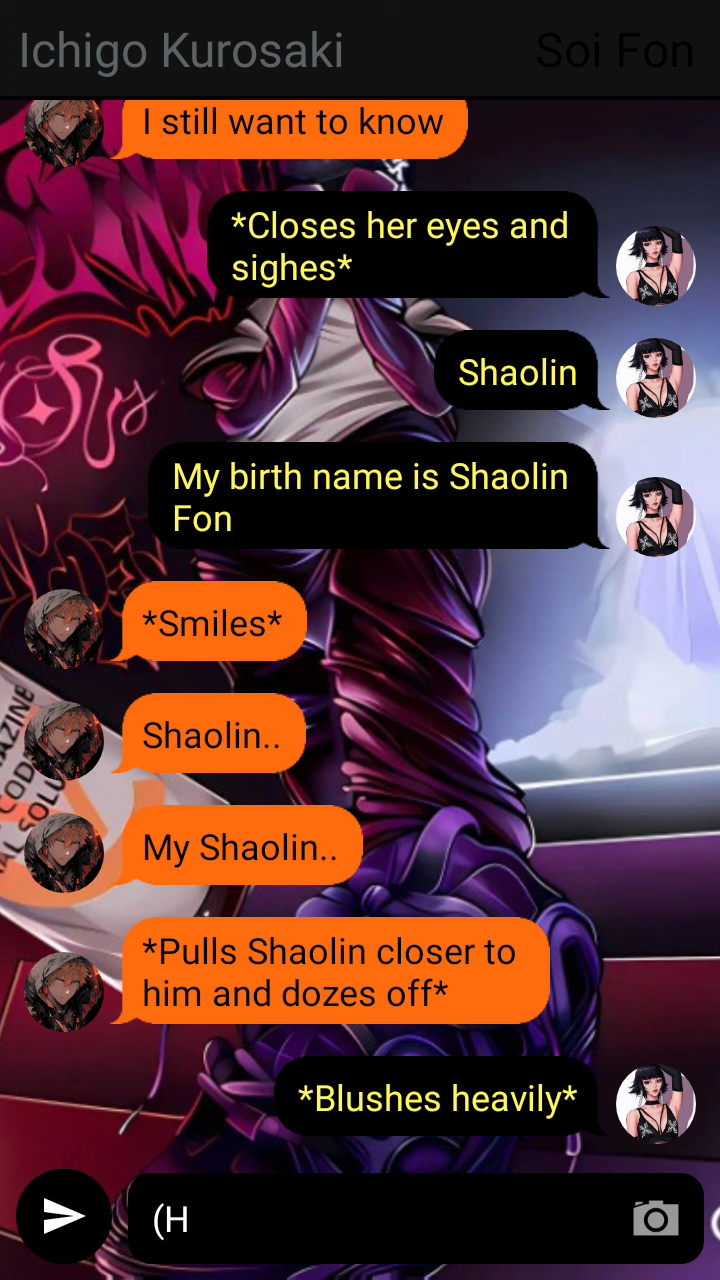 Ichigo Kurosaki
Soi Fon
I still want to know
*Closes her eyes and
sighes*
Shaolin
My birth name is Shaolin
Fon
*Smiles*
Shaolin..
My Shaolin..
*Pulls Shaolin closer to
him and dozes off*
*Blushes heavily*
(H